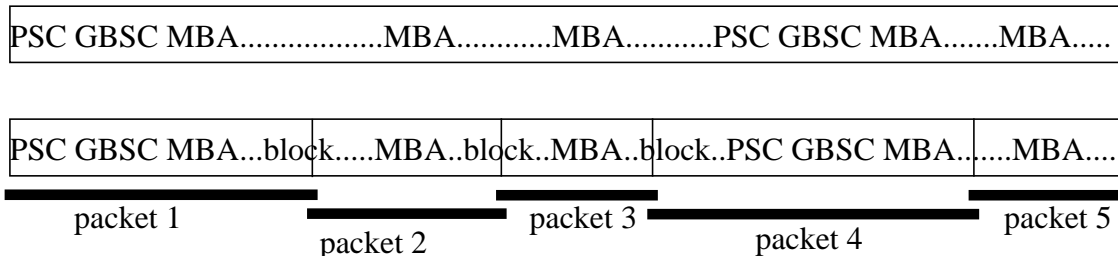 PSC GBSC MBA..................MBA............MBA...........PSC GBSC MBA.......MBA.....
PSC GBSC MBA...block.....MBA..block..MBA..block..PSC GBSC MBA.......MBA....
packet 1 packet 2 packet 3 packet 4 packet 5